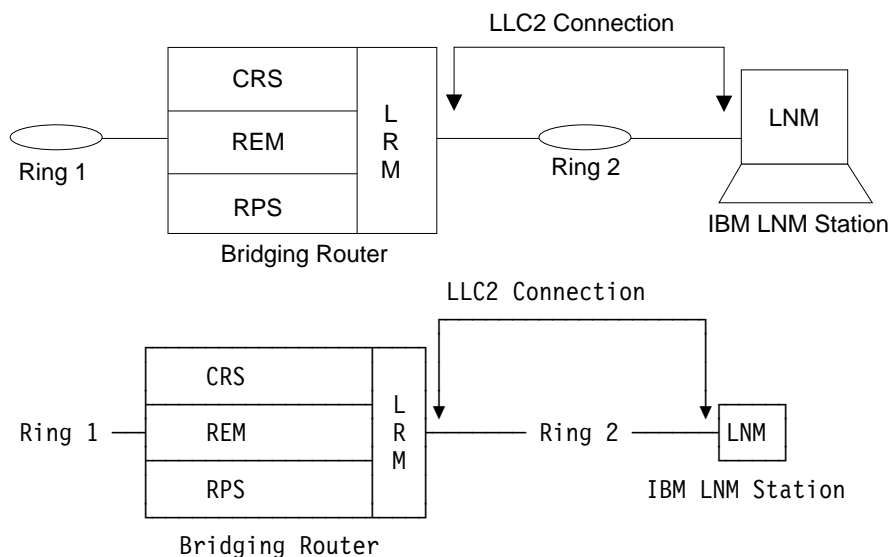 LLC2 Connection
CRS
REM
RPS
L
R
M
LNM
Ring 1
Ring 2
IBM LNM Station
Bridging Router
LLC2 Connection
CRS
REM
RPS
L
R
M
Ring 1
Ring 2
LNM
IBM LNM Station
Bridging Router